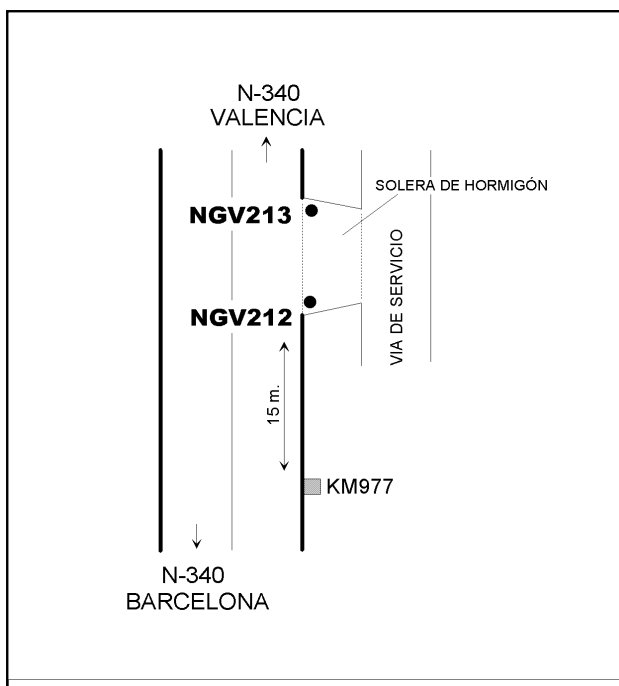 N-340
VALENCIA
SOLERA DE HORMIGÓN
NGV213
VIA DE SERVICIO
NGV212
15 m.
KM977
N-340
BARCELONA